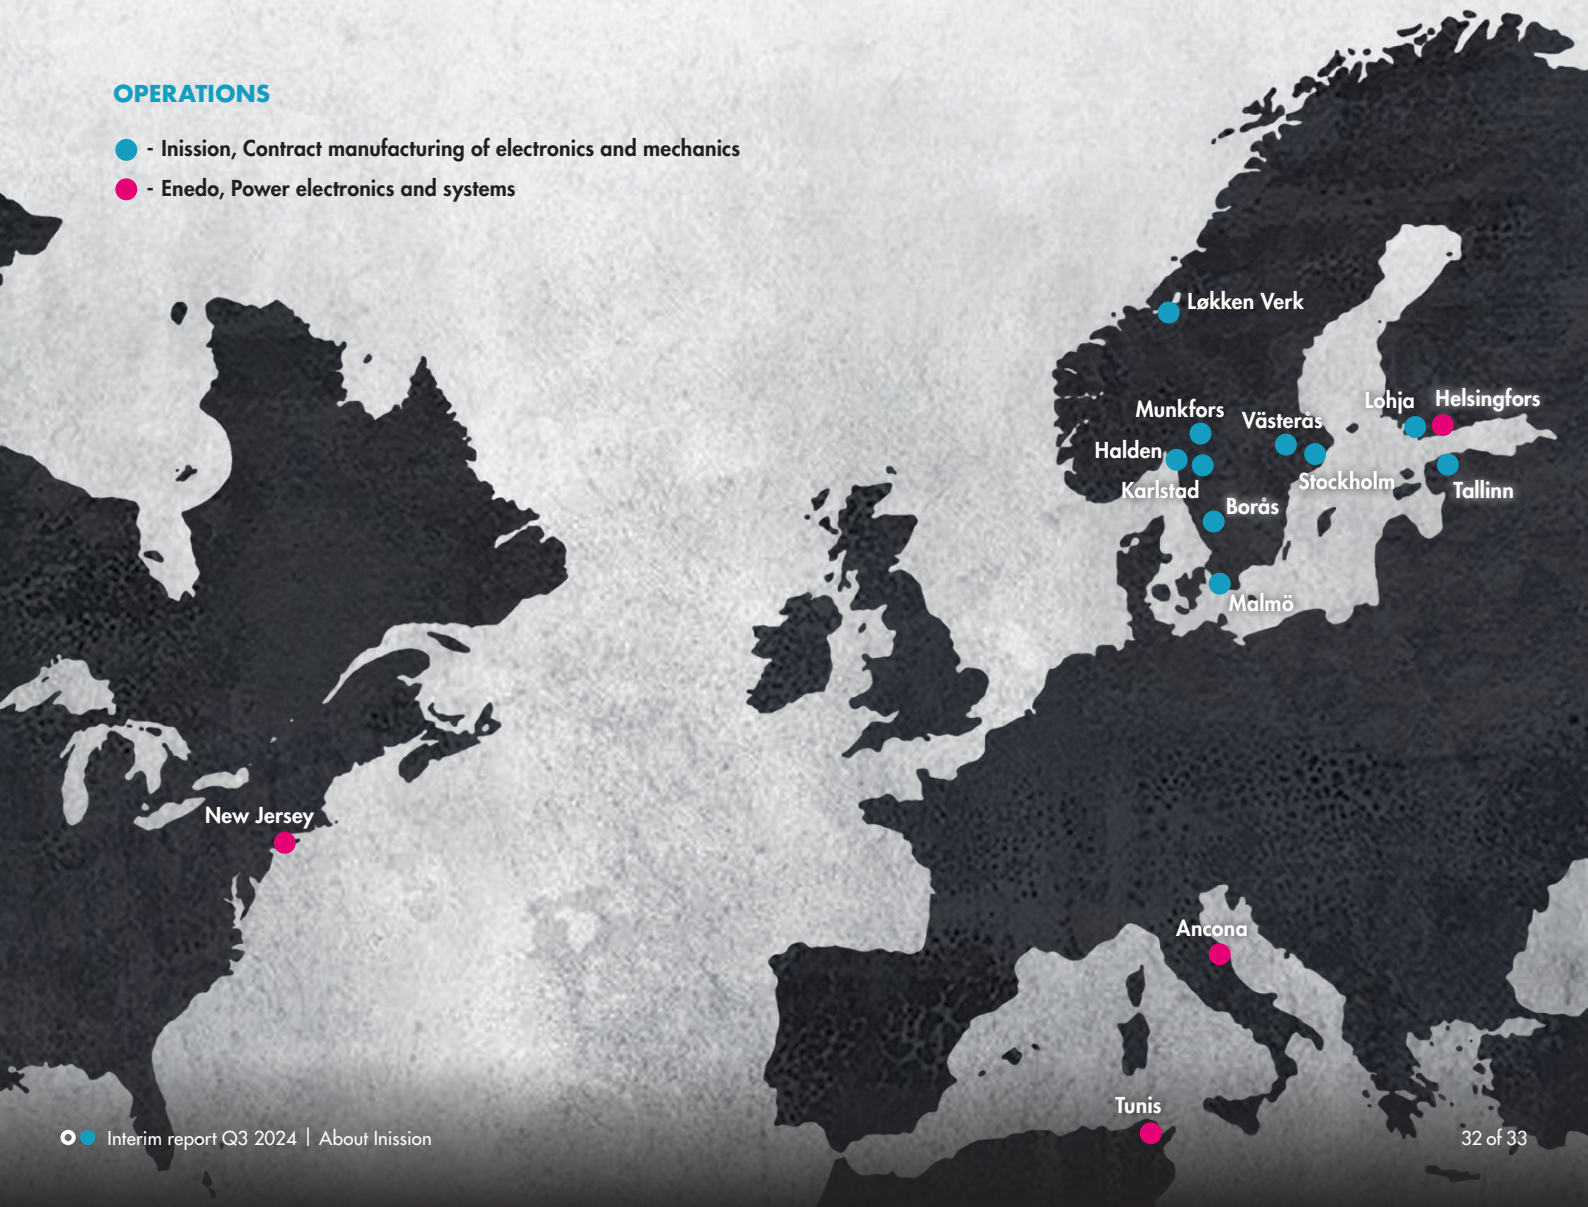 OPERATIONS
- Inission, Contract manufacturing of electronics and mechanics
- Enedo, Power electronics and systems
Løkken Verk
Lohja
Helsingfors
Munkfors
Västerås
Halden
Stockholm
Karlstad
Tallinn
Borås
Malmö
New Jersey
Ancona
Tunis
Interim report Q3 2024 | About Inission
32 of 33